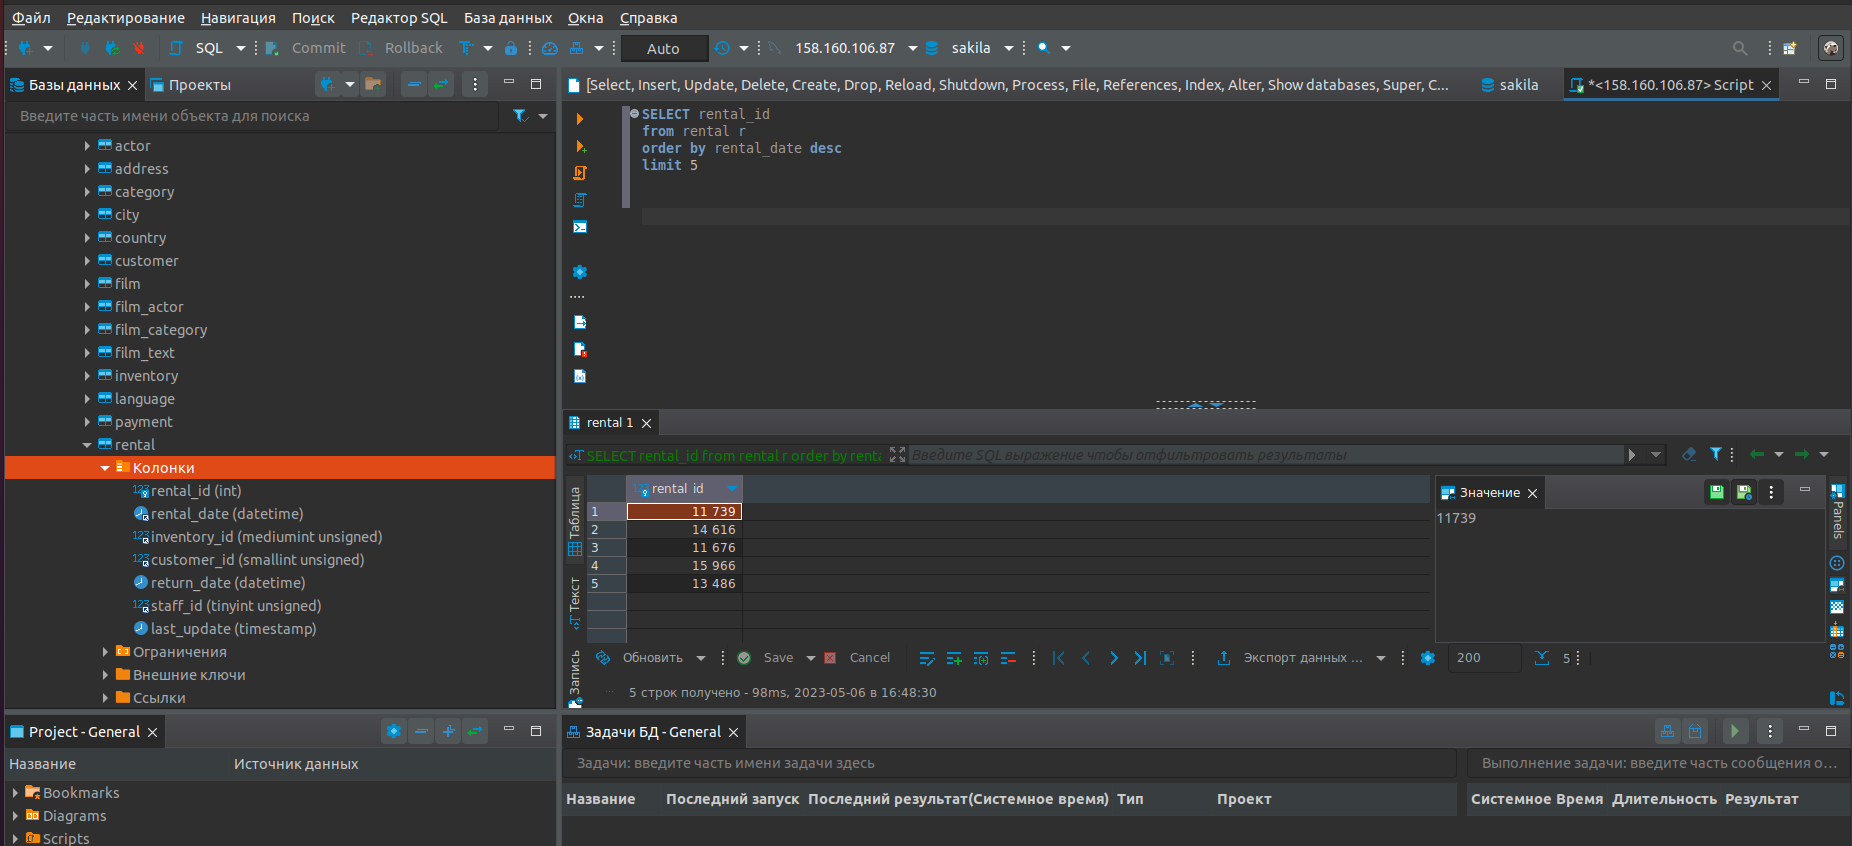 Файл Редактирование Навигация Поиск Редактор SQL База данных Окна Справка
SQL Commit Rollback Auto 158.160.106.87 sakila
Базы данных Проекты
Введите часть имени объекта для поиска
actor
address
category
city
country
customer
film
film_actor
film_category
film_text
inventory
language
payment
rental
Колонки
rental_id (int)
rental_date (datetime)
inventory_id (mediumint unsigned)
customer_id (smallint unsigned)
return_date (datetime)
staff_id (tinyint unsigned)
last_update (timestamp)
Ограничения
Внешние ключи
Ссылки
[Select, Insert, Update, Delete, Create, Drop, Reload, Shutdown, Process, File, References, Index, Alter, Show databases, Super, C... sakila *<158.160.106.87> Script
SELECT rental_id
from rental r
order by rental_date desc
limit 5
rental 1
SELECT rental_id from rental r order by renta Введите SQL выражение чтобы отфильтровать результаты
Таблица
Текст
Запись
rental_id
1 11 739
2 14 616
3 11 676
4 15 966
5 13 486
Значение
11739
Panels
Обновить Save Cancel Экспорт данных ... 200 5
5 строк получено - 98ms, 2023-05-06 в 16:48:30
Project - General
Название Источник данных
Bookmarks
Diagrams
Scripts
Задачи БД - General
Задачи: введите часть имени задачи здесь
Выполнение задачи: введите часть сообщения о...
Название Последний запуск Последний результат(Системное время) Тип Проект
Системное Время Длительность Результат